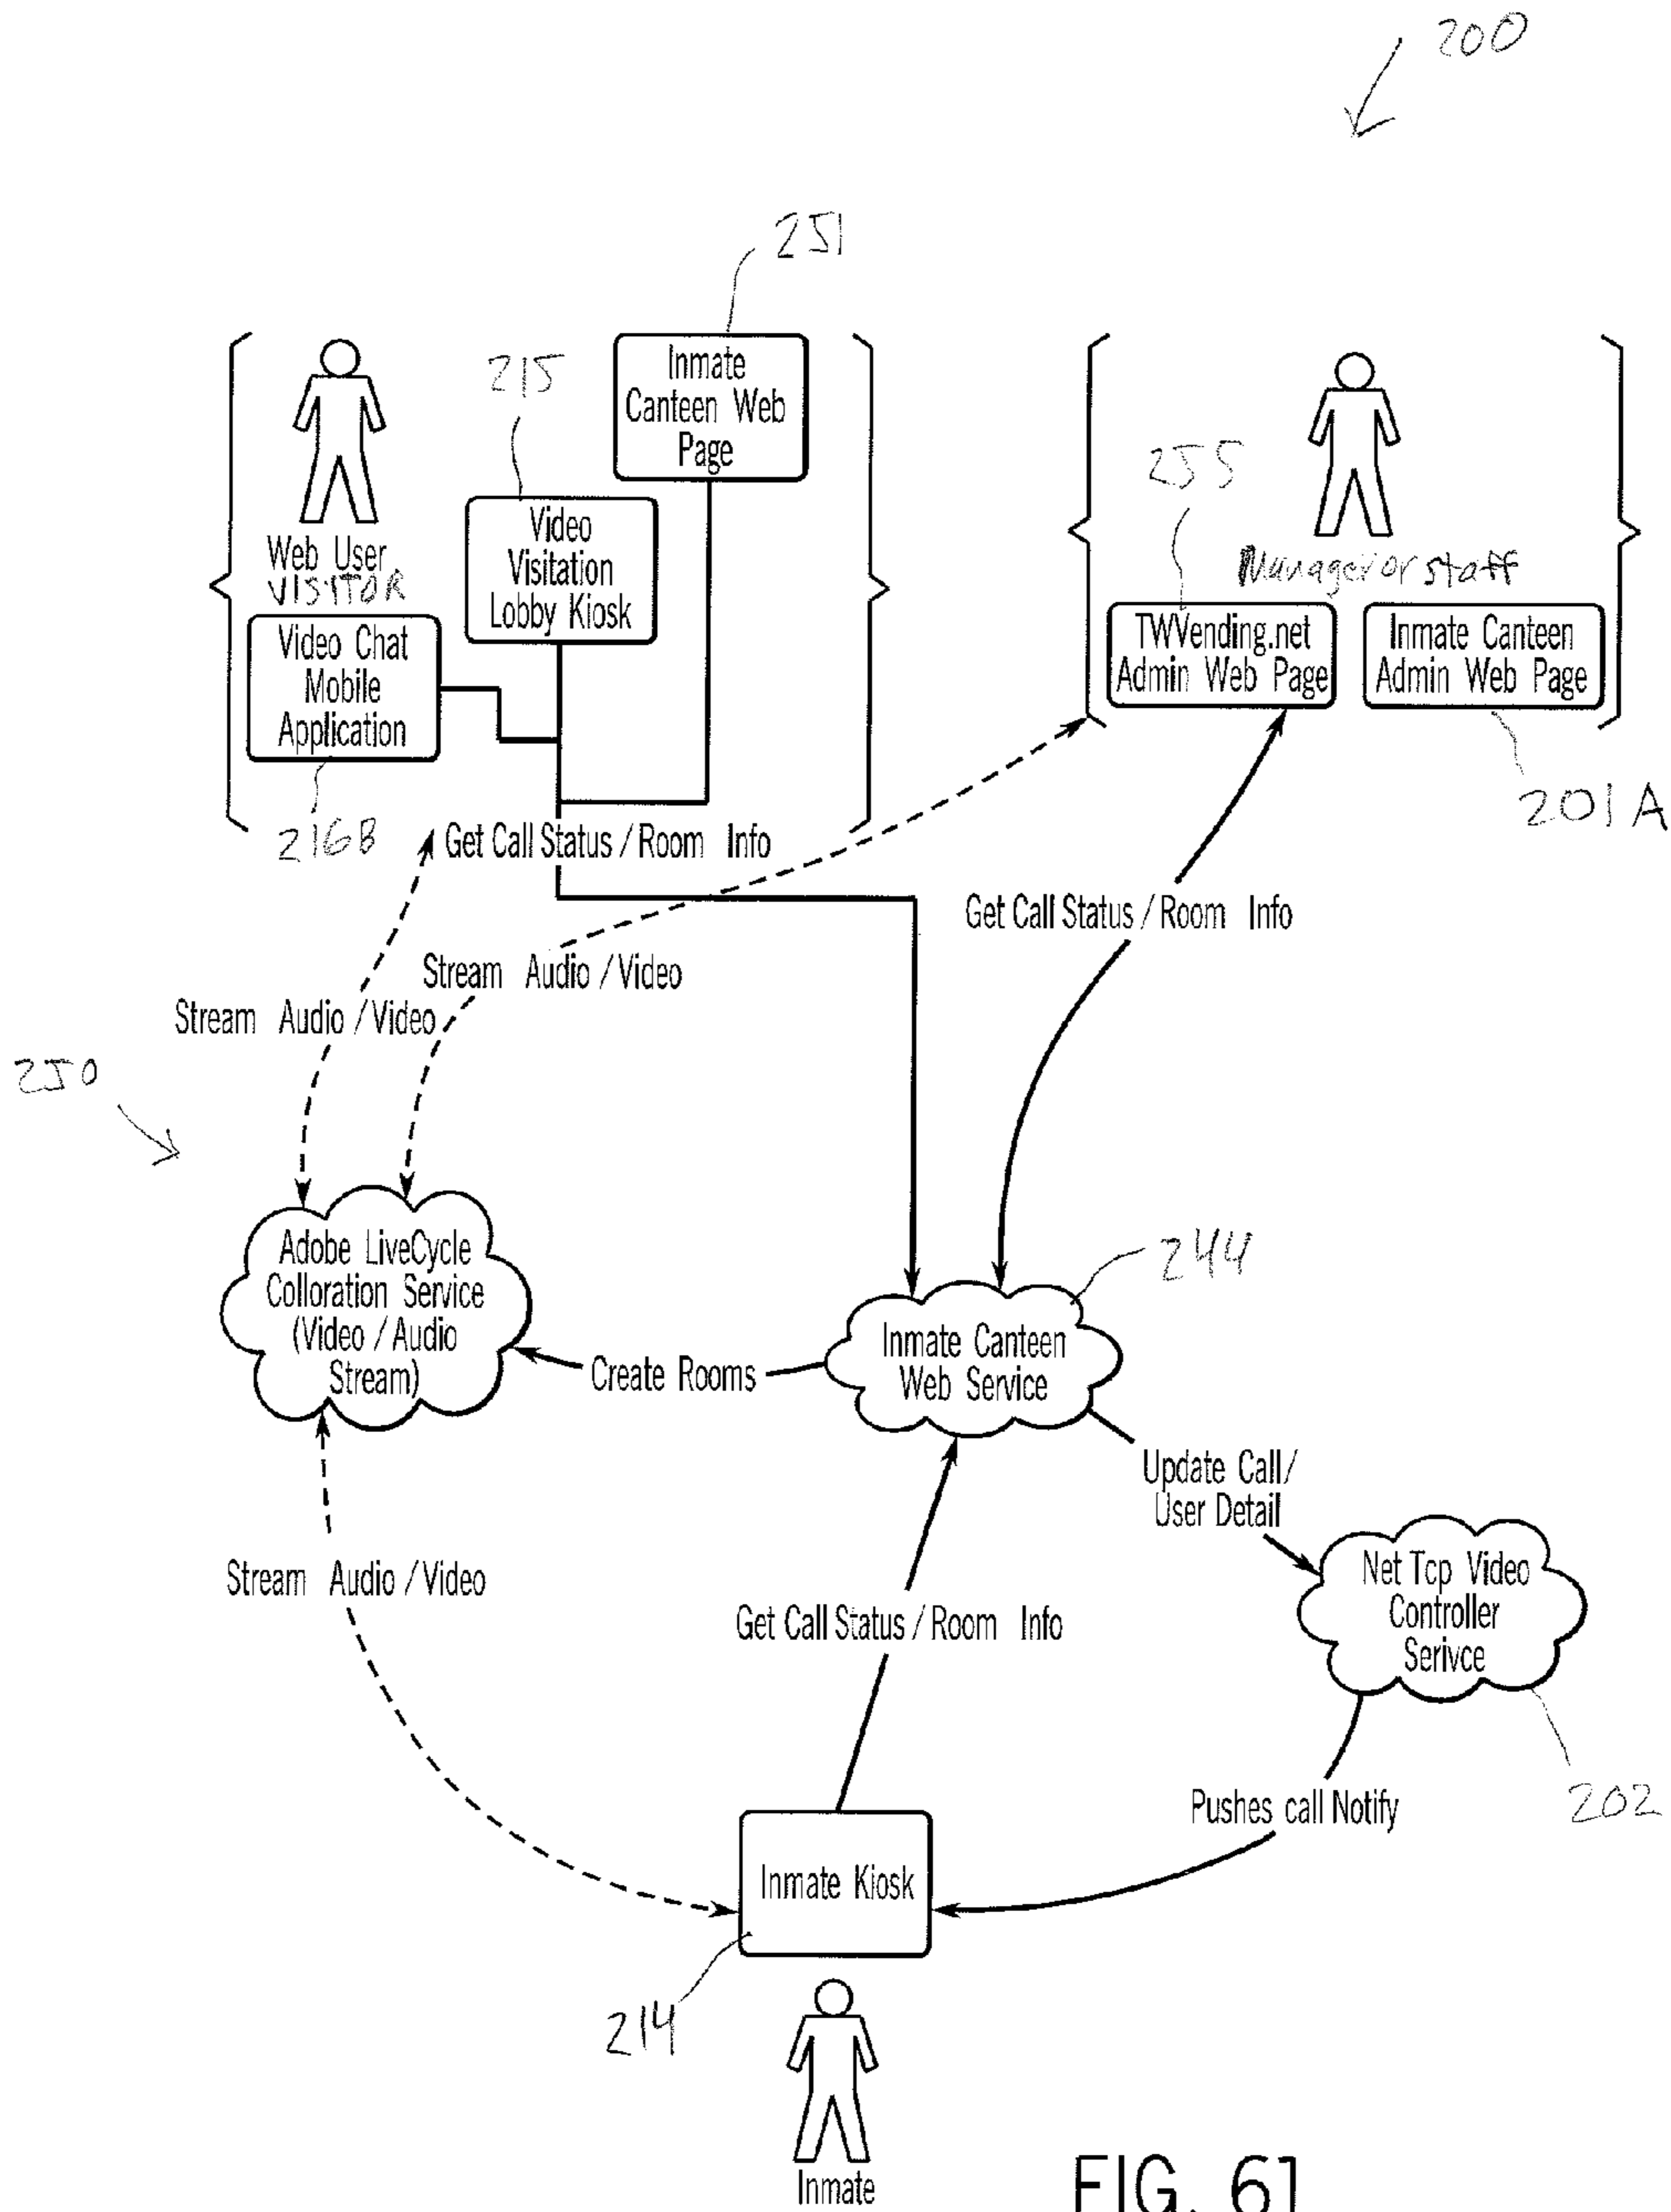 200
251
215
Inmate
Canteen Web
Page
Video
Visitation
Lobby Kiosk
Web User
VISITOR
Video Chat
Mobile
Application
216B
255
Manager or staff
TWVending.net
Admin Web Page
Inmate Canteen
Admin Web Page
201A
Get Call Status / Room Info
Get Call Status / Room Info
Stream Audio / Video
Stream Audio / Video
250
Adobe LiveCycle
Colloration Service
(Video / Audio
Stream)
244
Inmate Canteen
Web Service
Create Rooms
Update Call/
User Detail
Net Tcp Video
Controller
Serivce
202
Stream Audio / Video
Get Call Status / Room Info
Pushes call Notify
Inmate Kiosk
214
Inmate
FIG. 61